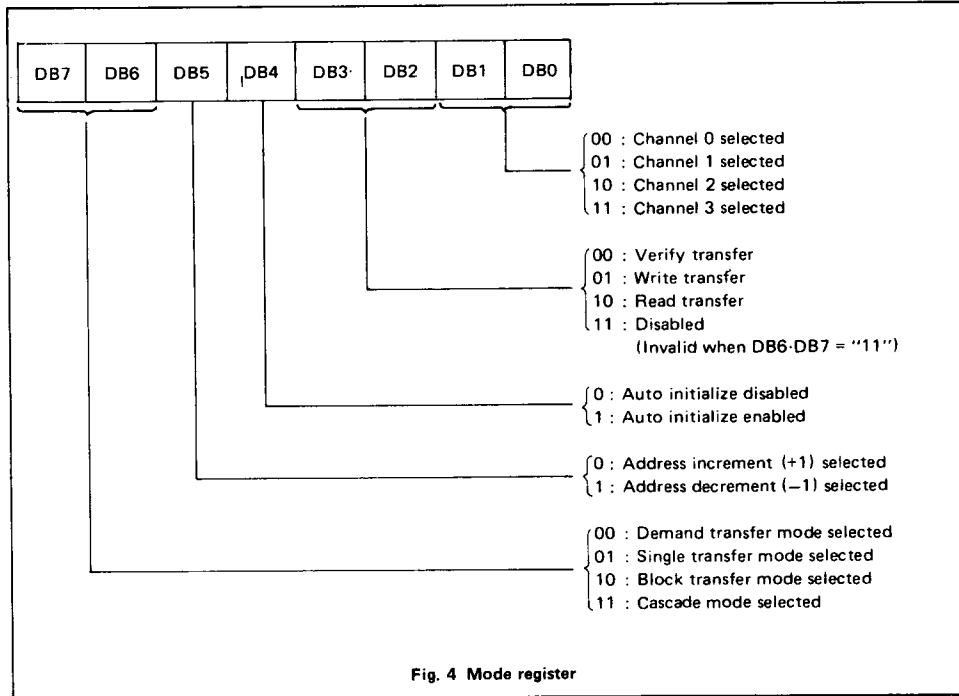 DB7 DB6 DB5 DB4 DB3 DB2 DB1 DB0
00 : Channel 0 selected
01 : Channel 1 selected
10 : Channel 2 selected
11 : Channel 3 selected
00 : Verify transfer
01 : Write transfer
10 : Read transfer
11 : Disabled
(Invalid when DB6·DB7 = "11")
0 : Auto initialize disabled
1 : Auto initialize enabled
0 : Address increment (+1) selected
1 : Address decrement (−1) selected
00 : Demand transfer mode selected
01 : Single transfer mode selected
10 : Block transfer mode selected
11 : Cascade mode selected
Fig. 4 Mode register